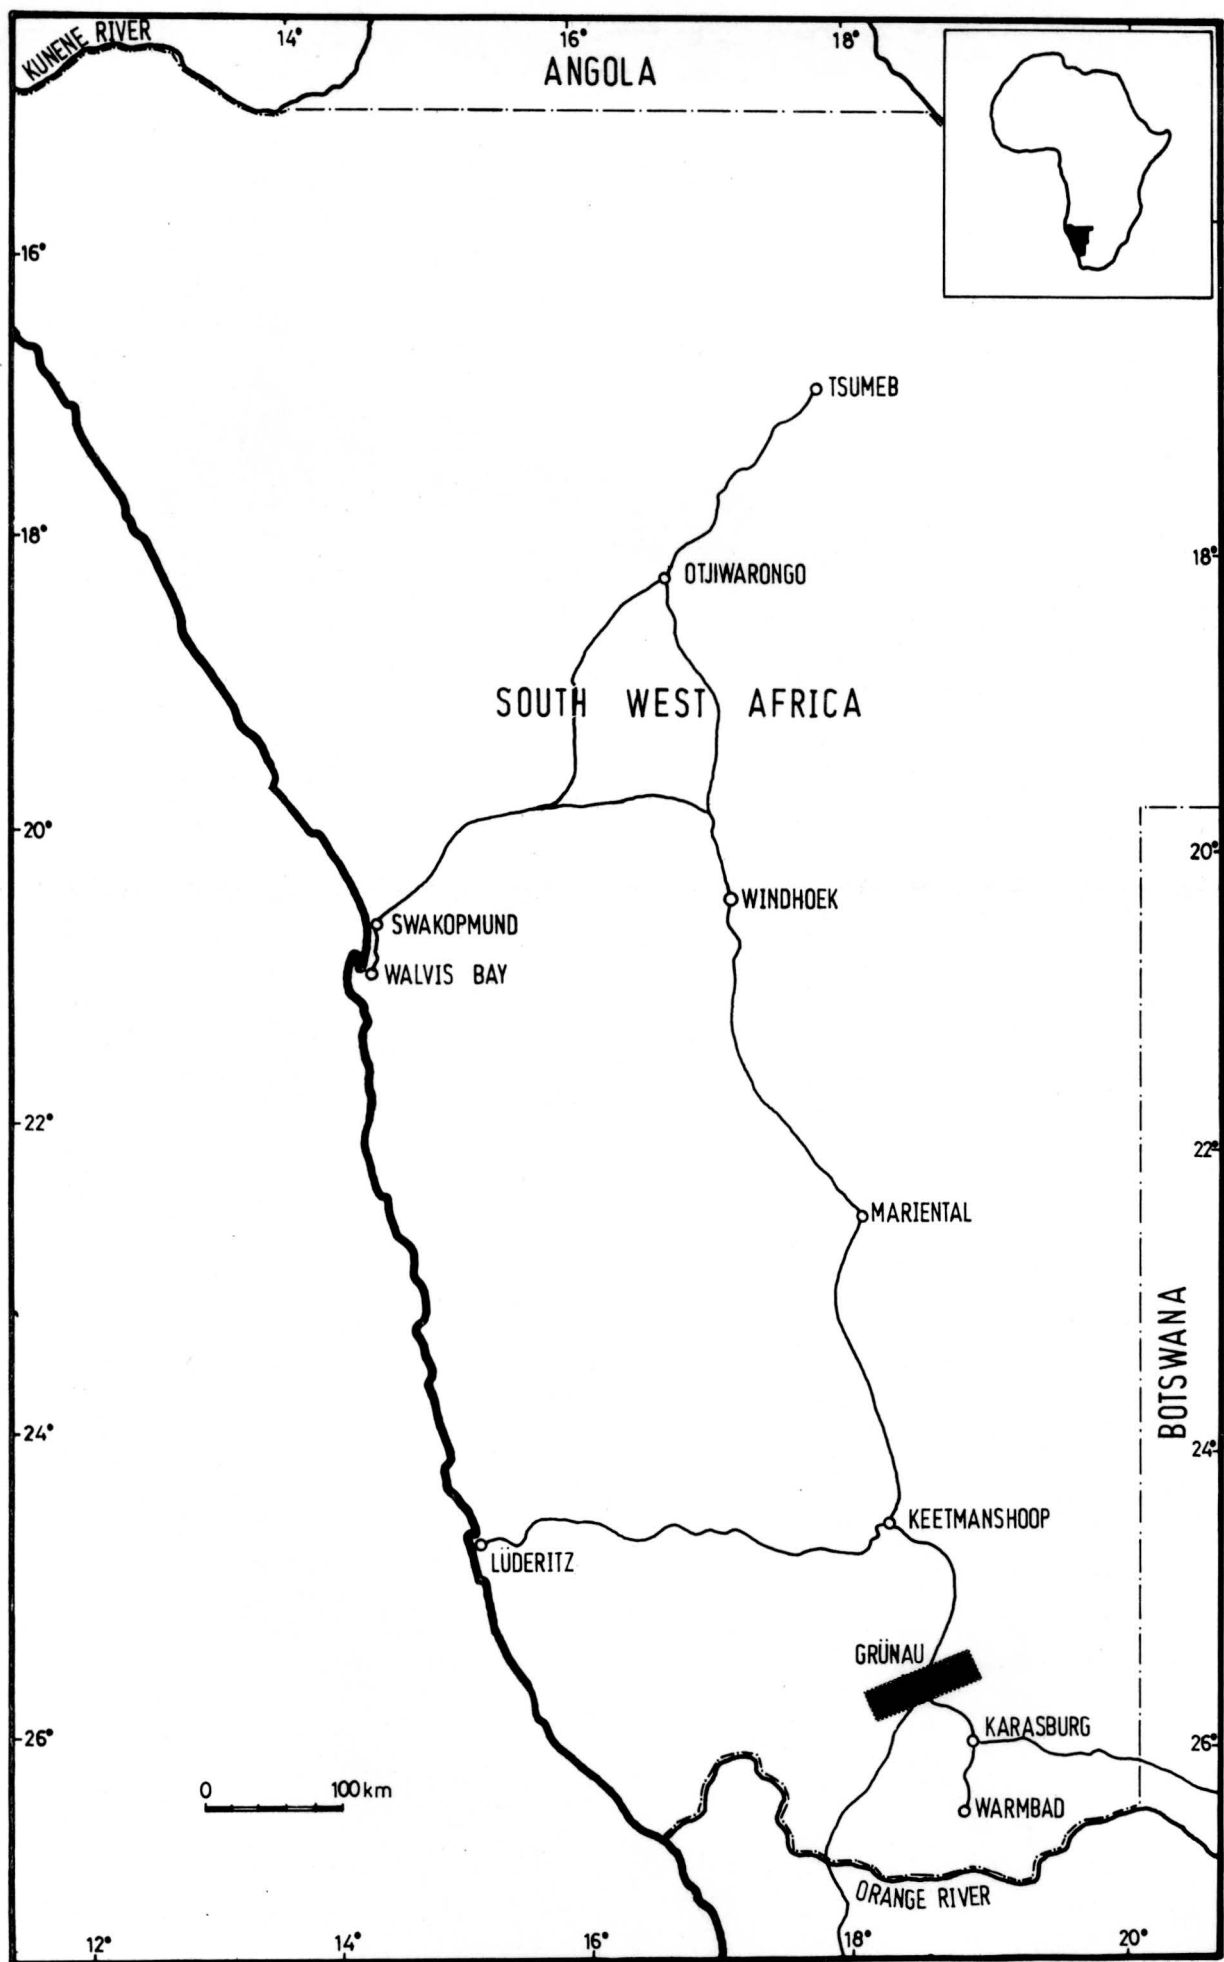 14°
16°
18°
KUNENE RIVER
ANGOLA
16°
TSUMEB
18°
18°
OTJIWARONGO
SOUTH WEST AFRICA
20°
20°
WINDHOEK
SWAKOPMUND
WALVIS BAY
22°
22°
MARIENTAL
BOTSWANA
24°
24°
KEETMANSHOOP
LÜDERITZ
GRÜNAU
KARASBURG
26°
26°
0 100 km
WARMBAD
ORANGE RIVER
12°
14°
16°
18°
20°